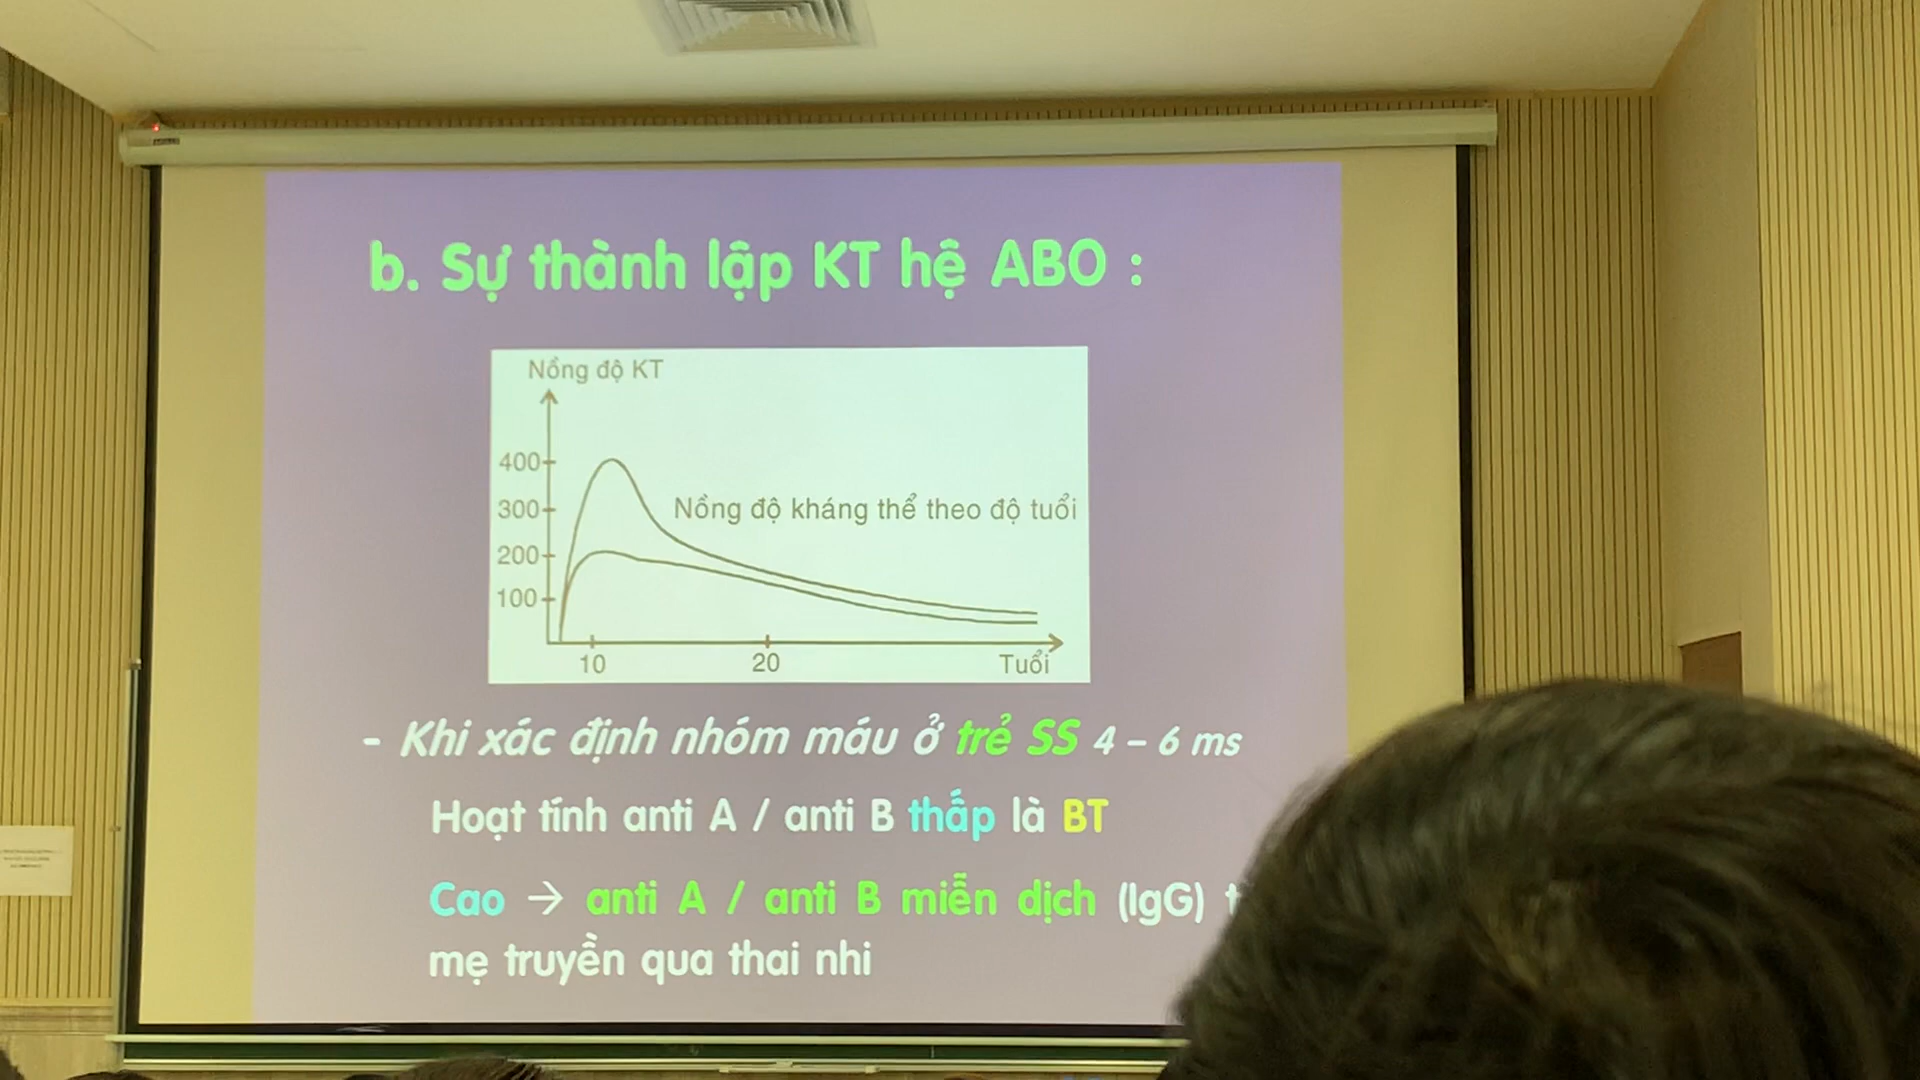 b. Sự thành lập KT hệ ABO :
Nồng độ KT
400
300
200
100
Nồng độ kháng thể theo độ tuổi
10
20
Tuổi
- Khi xác định nhóm máu ở trẻ SS 4 – 6 ms
Hoạt tính anti A / anti B thấp là BT
Cao → anti A / anti B miễn dịch (IgG)
mẹ truyền qua thai nhi